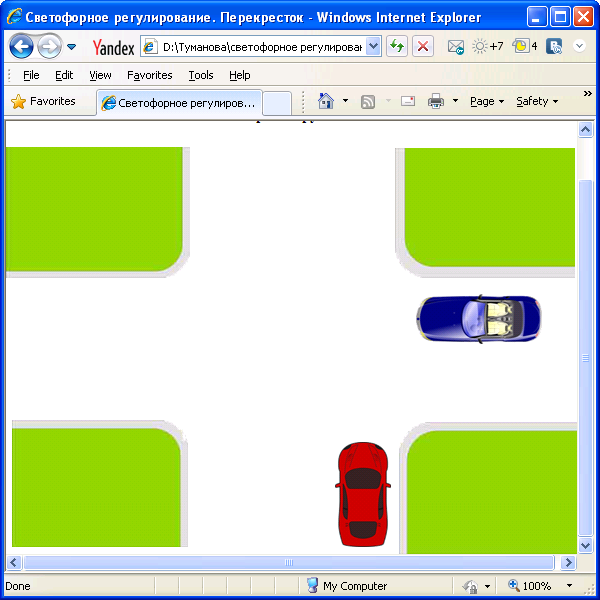 Светофорное регулирование. Перекресток - Windows Internet Explorer
Yandex D:\Туманова\светофорное регулирован +7 4
File Edit View Favorites Tools Help
Favorites Светофорное регулиров... Page Safety »
Done My Computer 100%